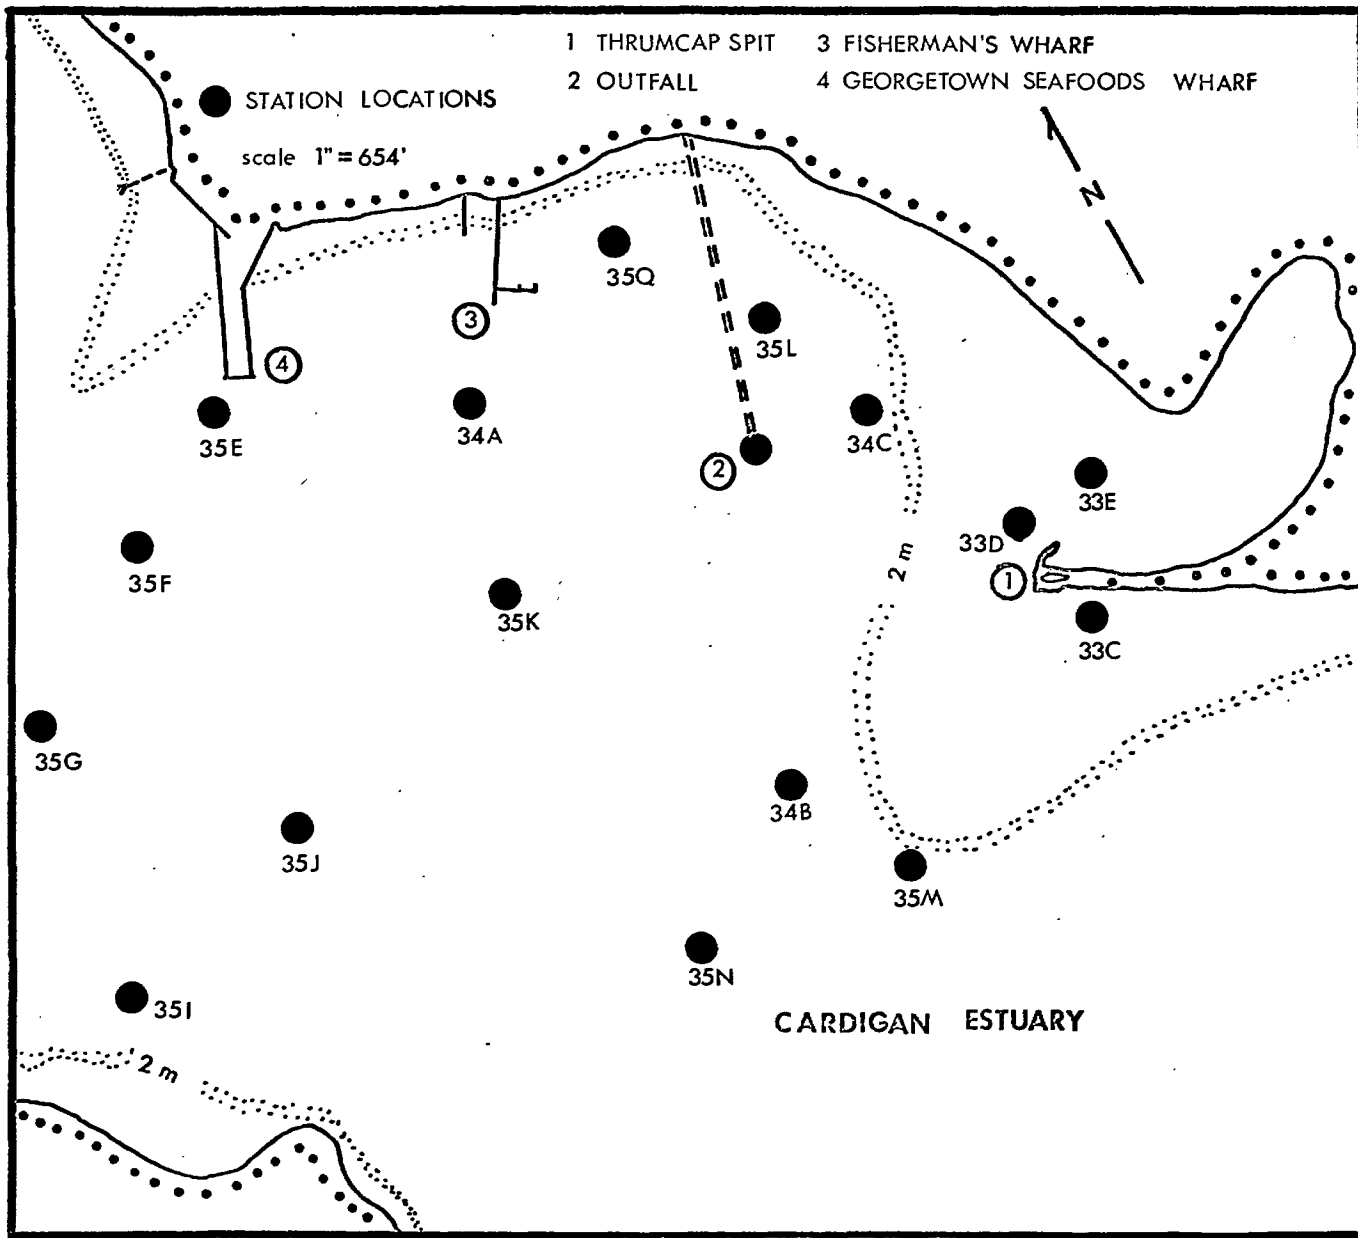 1 THRUMCAP SPIT 3 FISHERMAN'S WHARF
2 OUTFALL 4 GEORGETOWN SEAFOODS WHARF
STATION LOCATIONS
scale 1" = 654'
N
35Q
3
35L
4
35E
34A
34C
2
33E
33D
2 m
35F
1
35K
33C
35G
34B
35J
35M
35N
35I
CARDIGAN ESTUARY
2 m